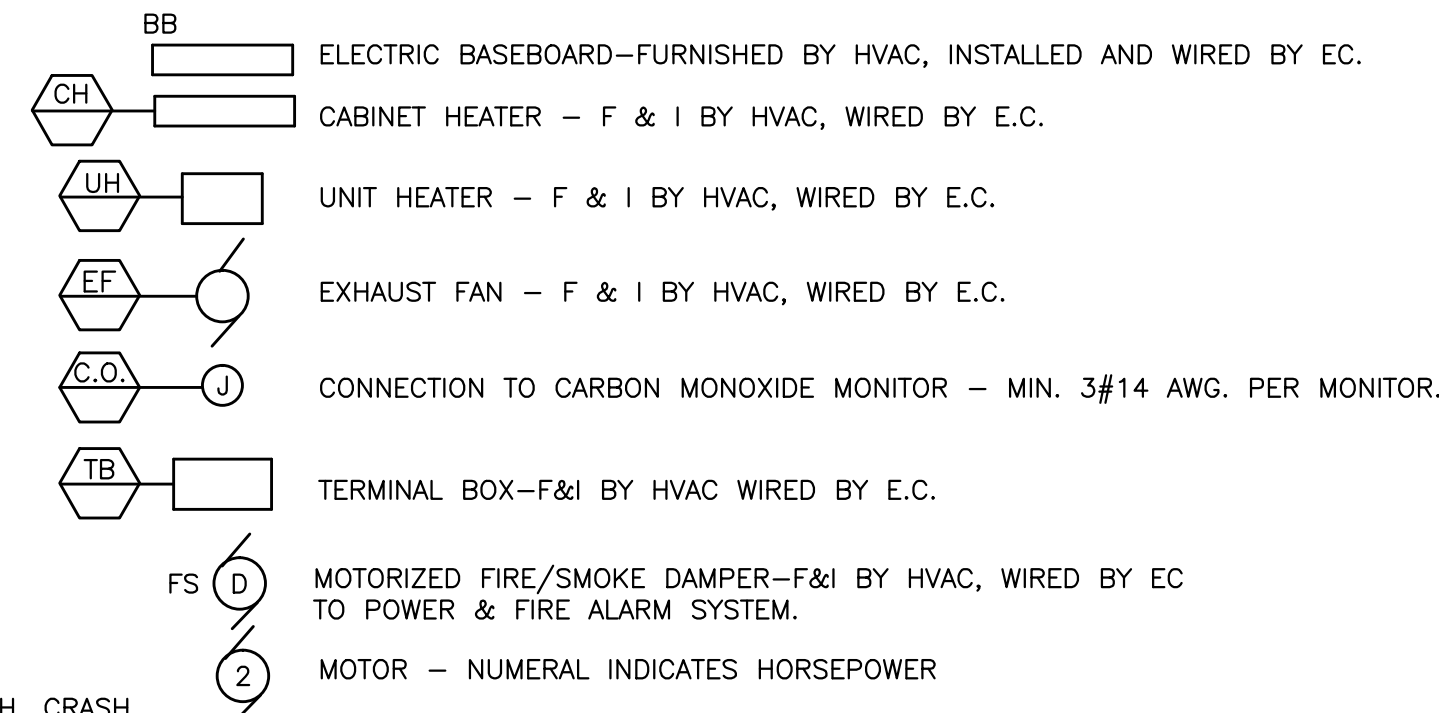 BB
ELECTRIC BASEBOARD-FURNISHED BY HVAC, INSTALLED AND WIRED BY EC.
CH
CABINET HEATER - F & I BY HVAC, WIRED BY E.C.
UH
UNIT HEATER - F & I BY HVAC, WIRED BY E.C.
EF
EXHAUST FAN - F & I BY HVAC, WIRED BY E.C.
C.O. J
CONNECTION TO CARBON MONOXIDE MONITOR - MIN. 3#14 AWG. PER MONITOR.
TB
TERMINAL BOX-F&I BY HVAC WIRED BY E.C.
FS D
MOTORIZED FIRE/SMOKE DAMPER-F&I BY HVAC, WIRED BY EC
TO POWER & FIRE ALARM SYSTEM.
2
MOTOR - NUMERAL INDICATES HORSEPOWER
H CRASH